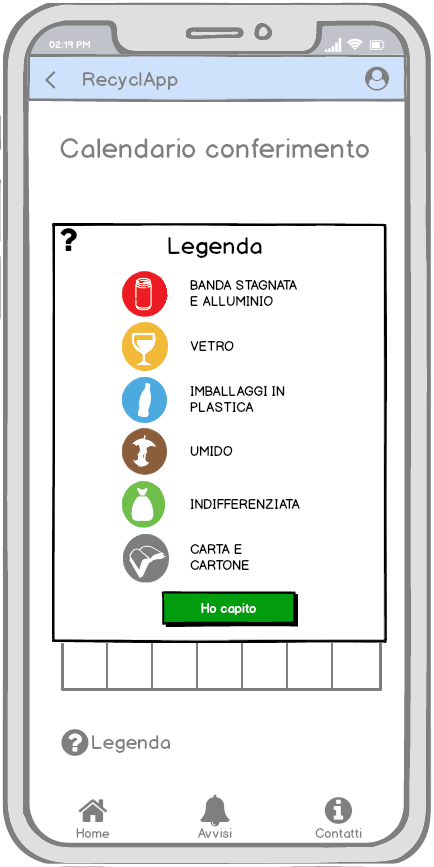 02:19 PM
RecyclApp
Calendario conferimento
?
Legenda
BANDA STAGNATA
E ALLUMINIO
VETRO
IMBALLAGGI IN
PLASTICA
UMIDO
INDIFFERENZIATA
CARTA E
CARTONE
Ho capito
? Legenda
Home
Avvisi
Contatti